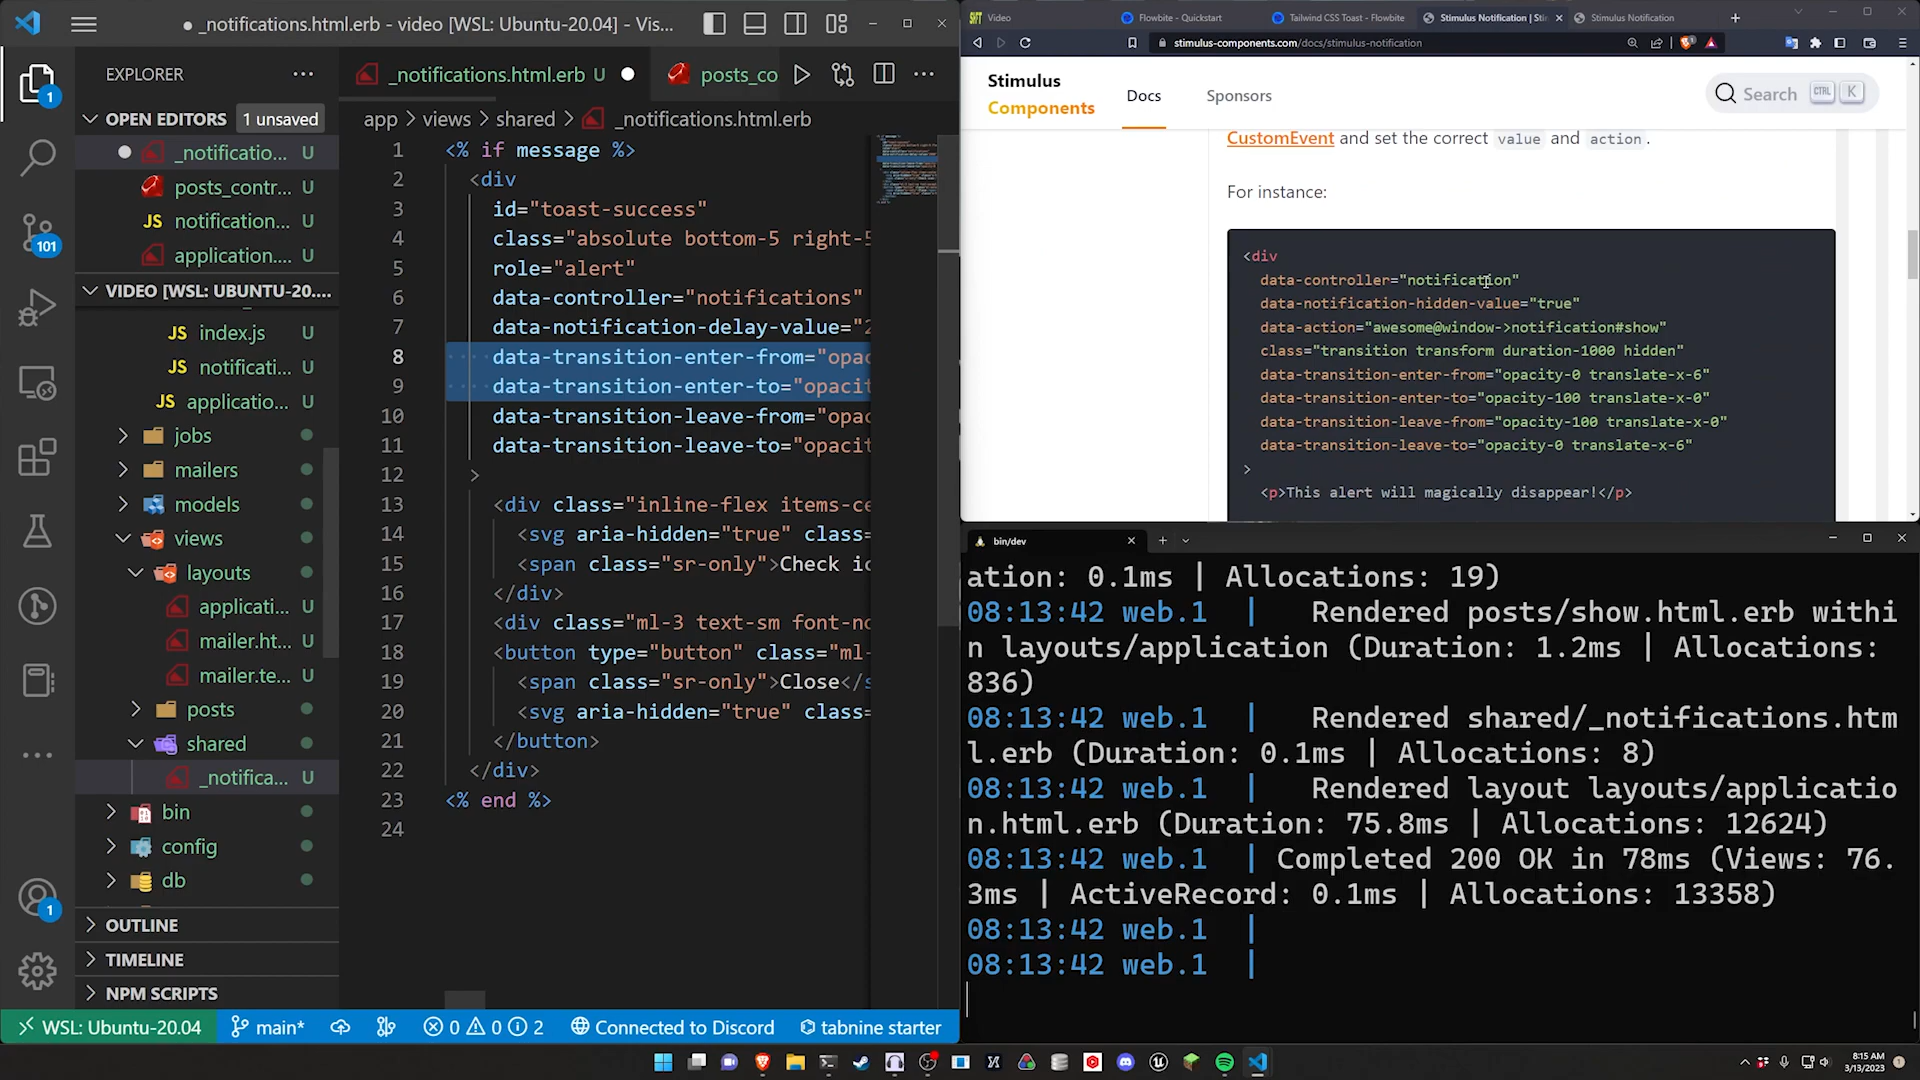 _notifications.html.erb - video [WSL: Ubuntu-20.04] - Vis...
EXPLORER
OPEN EDITORS
1 unsaved
_notificatio... U
posts_contr... U
JS notification... U
application.... U
VIDEO [WSL: UBUNTU-20....
JS index.js U
JS notificati... U
JS applicatio... U
jobs
mailers
models
views
layouts
applicati... U
mailer.ht... U
mailer.te... U
posts
shared
_notifica... U
bin
config
db
OUTLINE
TIMELINE
NPM SCRIPTS
1
101
1
_notifications.html.erb U
posts_co
app > views > shared > _notifications.html.erb
1 <% if message %>
2 <div
3 id="toast-success"
4 class="absolute bottom-5 right-5
5 role="alert"
6 data-controller="notifications"
7 data-notification-delay-value="2
8 data-transition-enter-from="opac
9 data-transition-enter-to="opacit
10 data-transition-leave-from="opac
11 data-transition-leave-to="opacit
12 >
13 <div class="inline-flex items-ce
14 <svg aria-hidden="true" class=
15 <span class="sr-only">Check ic
16 </div>
17 <div class="ml-3 text-sm font-no
18 <button type="button" class="ml-
19 <span class="sr-only">Close</s
20 <svg aria-hidden="true" class=
21 </button>
22 </div>
23 <% end %>
24
WSL: Ubuntu-20.04
main*
0 0 2
Connected to Discord
tabnine starter
Video
Flowbite - Quickstart
Tailwind CSS Toast - Flowbite
Stimulus Notification | Sti
Stimulus Notification
stimulus-components.com/docs/stimulus-notification
Stimulus
Components
Docs
Sponsors
Search
CTRL
K
CustomEvent and set the correct value and action.
For instance:
<div
data-controller="notification"
data-notification-hidden-value="true"
data-action="awesome@window->notification#show"
class="transition transform duration-1000 hidden"
data-transition-enter-from="opacity-0 translate-x-6"
data-transition-enter-to="opacity-100 translate-x-0"
data-transition-leave-from="opacity-100 translate-x-0"
data-transition-leave-to="opacity-0 translate-x-6"
>
<p>This alert will magically disappear!</p>
bin/dev
ation: 0.1ms | Allocations: 19)
08:13:42 web.1 | Rendered posts/show.html.erb withi
n layouts/application (Duration: 1.2ms | Allocations:
836)
08:13:42 web.1 | Rendered shared/_notifications.htm
l.erb (Duration: 0.1ms | Allocations: 8)
08:13:42 web.1 | Rendered layout layouts/applicatio
n.html.erb (Duration: 75.8ms | Allocations: 12624)
08:13:42 web.1 | Completed 200 OK in 78ms (Views: 76.
3ms | ActiveRecord: 0.1ms | Allocations: 13358)
08:13:42 web.1 |
08:13:42 web.1 |
8:15 AM
3/13/2023